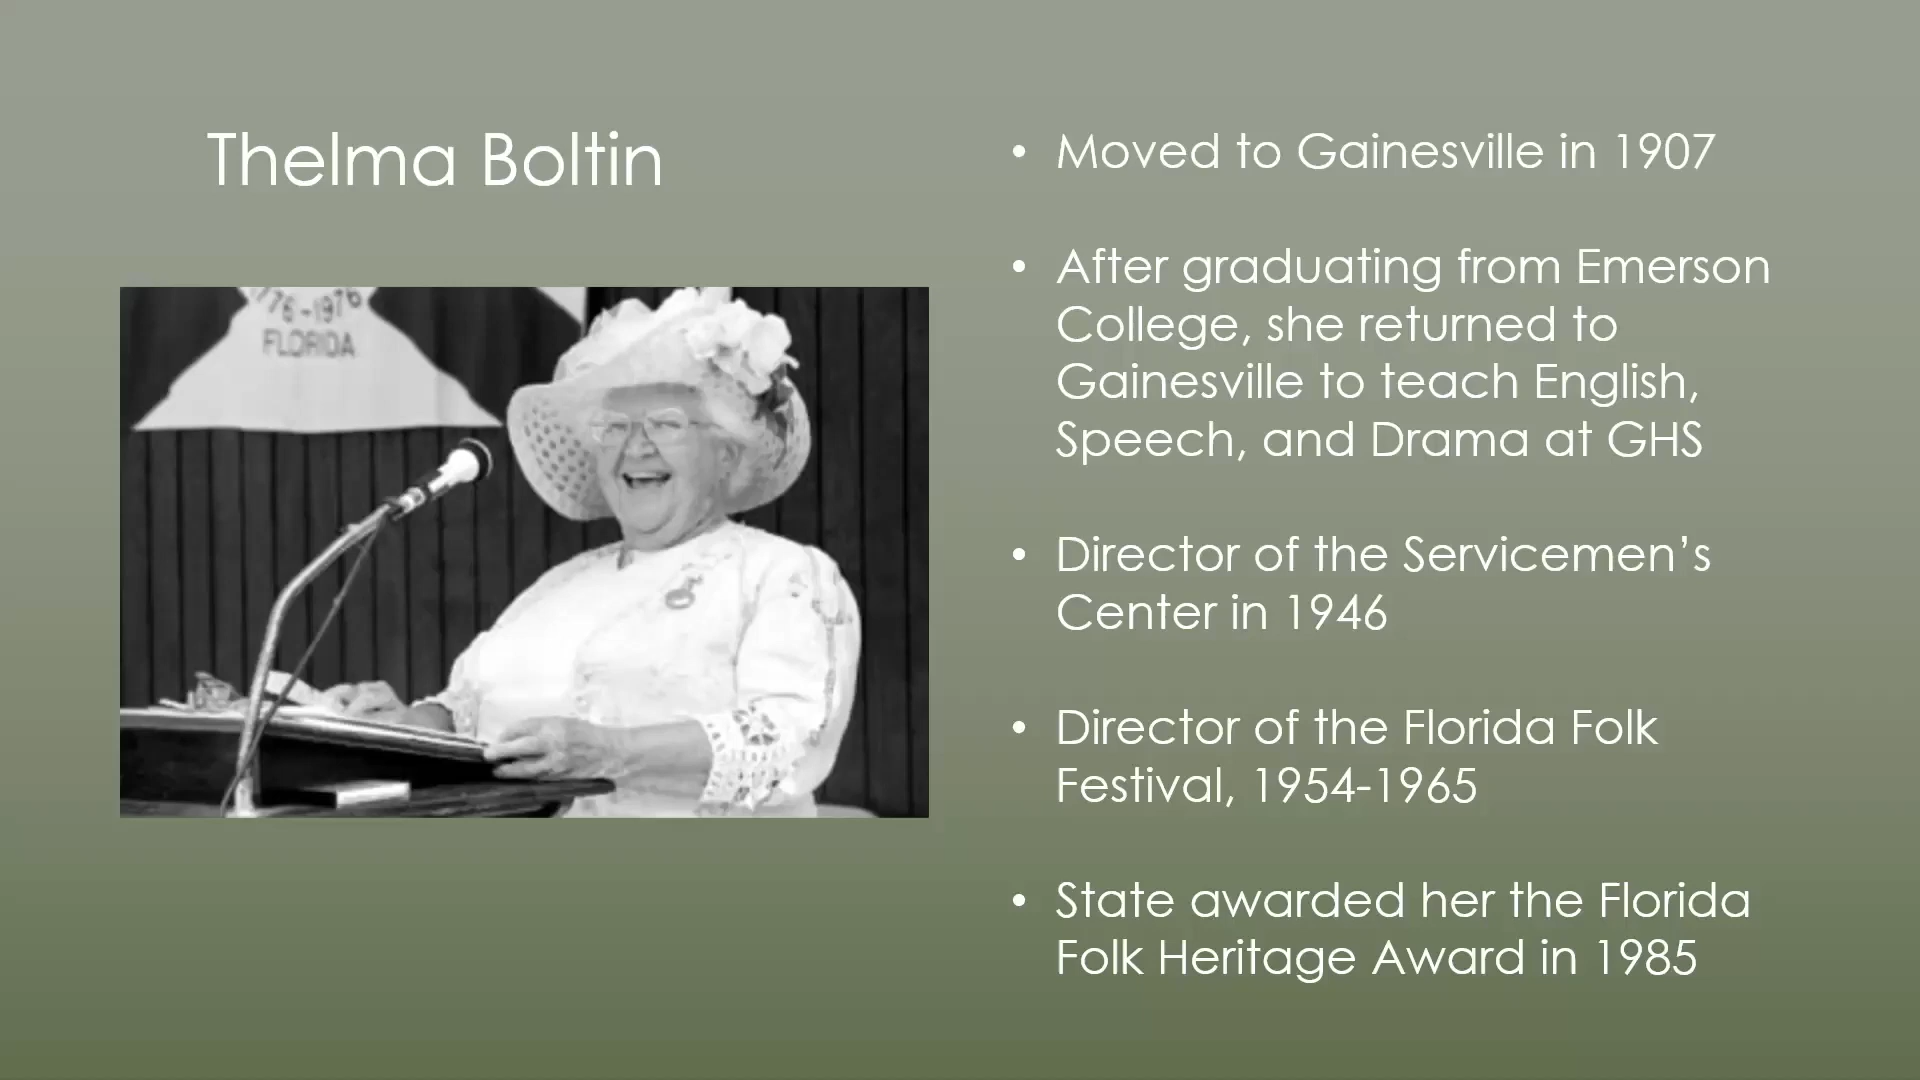 Thelma Boltin
1776-1976
FLORIDA
• Moved to Gainesville in 1907
• After graduating from Emerson
College, she returned to
Gainesville to teach English,
Speech, and Drama at GHS
• Director of the Servicemen’s
Center in 1946
• Director of the Florida Folk
Festival, 1954-1965
• State awarded her the Florida
Folk Heritage Award in 1985